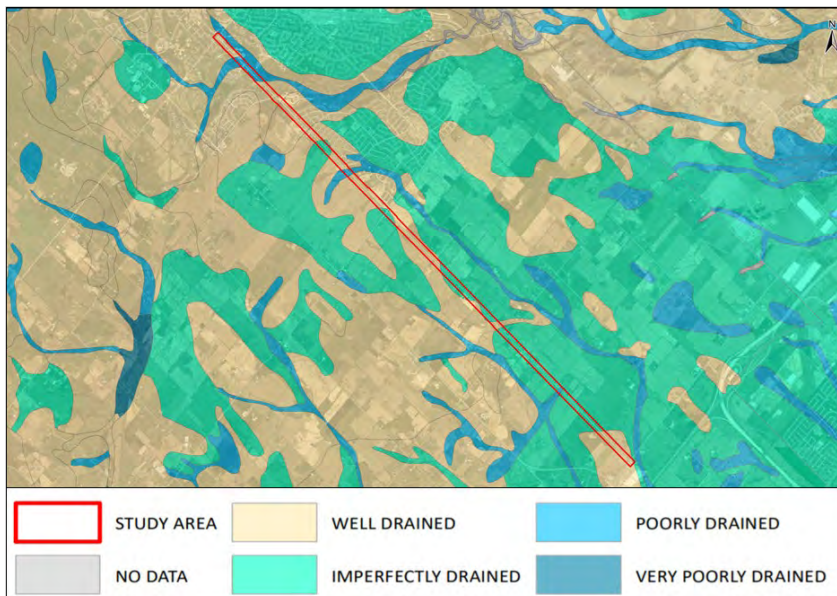 N
STUDY AREA
WELL DRAINED
POORLY DRAINED
NO DATA
IMPERFECTLY DRAINED
VERY POORLY DRAINED